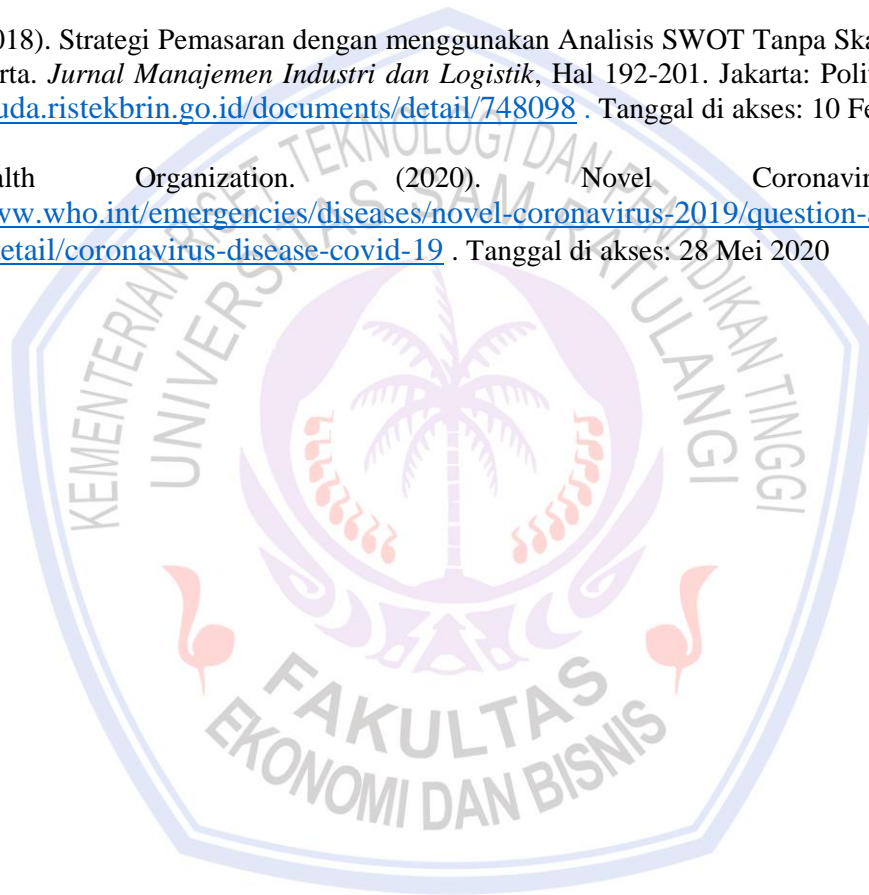 018). Strategi Pemasaran dengan menggunakan Analisis SWOT Tanpa Ska
rta. Jurnal Manajemen Industri dan Logistik, Hal 192-201. Jakarta: Poli
uda.ristekbrin.go.id/documents/detail/748098 . Tanggal di akses: 10 Fe
alth Organization. (2020). Novel Coronavir
ww.who.int/emergencies/diseases/novel-coronavirus-2019/question-a
etail/coronavirus-disease-covid-19 . Tanggal di akses: 28 Mei 2020
KEMENTERIAN RISET TEKNOLOGI DAN PENDIDIKAN TINGGI
UNIVERSITAS SAM RATULANGI
FAKULTAS
EKONOMI DAN BISNIS